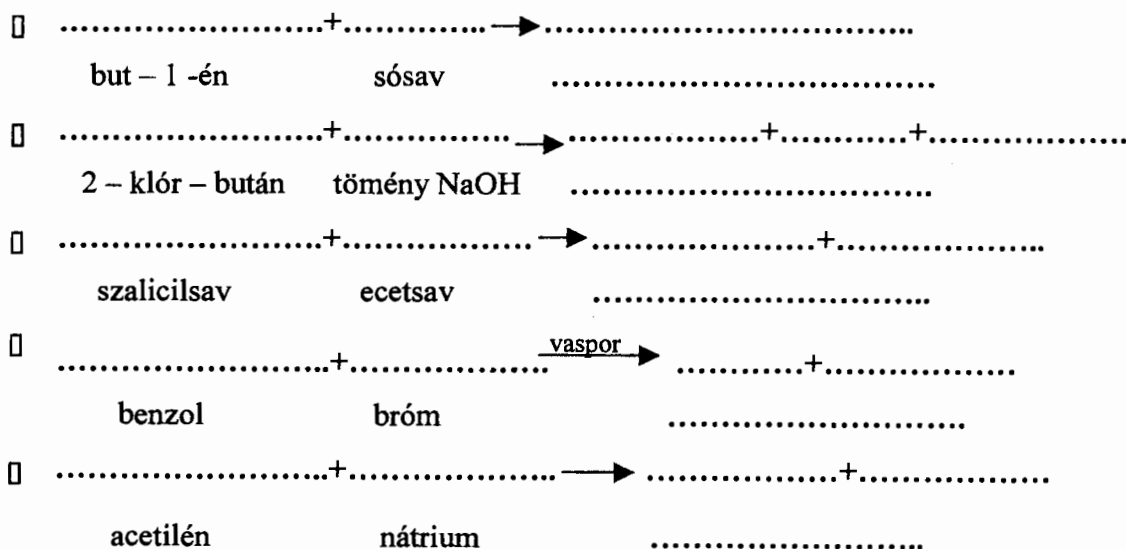 ▯ ..............................+................ → ..........................................
but – 1 -én sósav ...........................................
▯ ..............................+................... → ......................+..............+.......................
2 – klór – bután tömény NaOH .........................................
▯ ..............................+..................... → .........................+........................
szalicilsav ecetsav ......................................
▯ vaspor
...............................+....................... → ..............+......................
benzol bróm ..................................
▯ ...............................+........................ → ......................+......................
acetilén nátrium ...............................